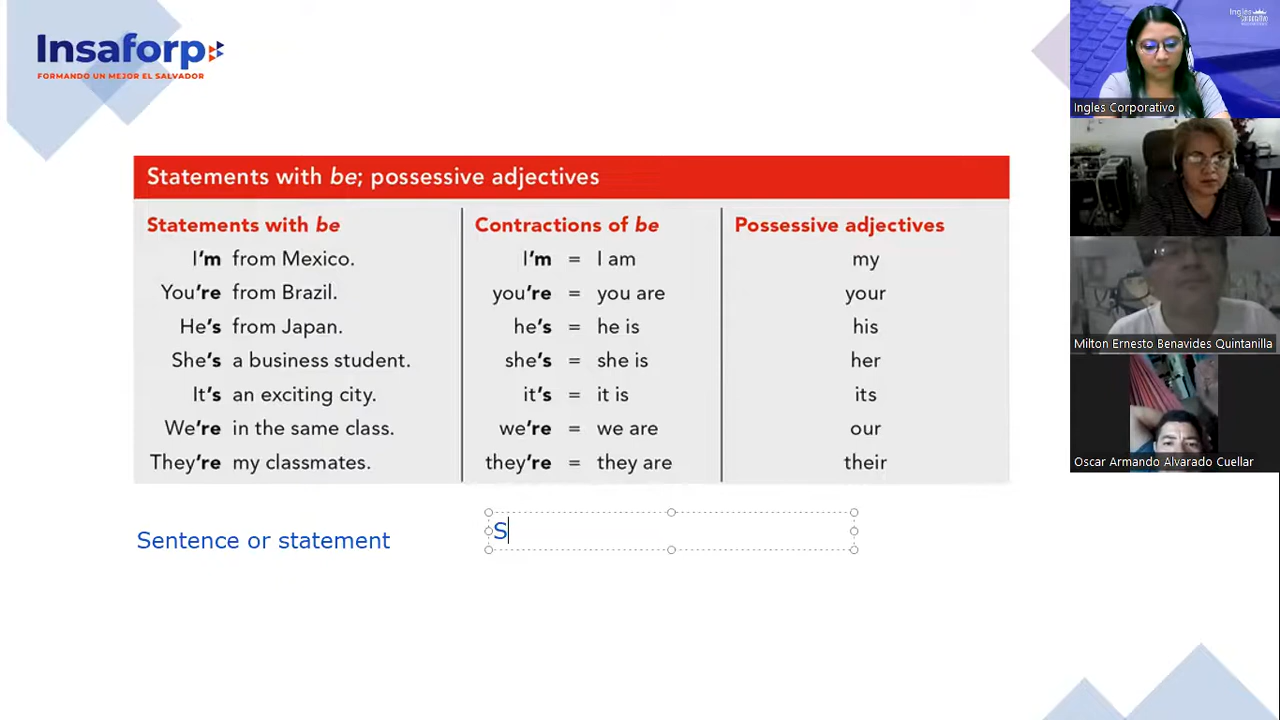 Insaforp
FORMANDO UN MEJOR EL SALVADOR
Statements with be; possessive adjectives
Statements with be Contractions of be Possessive adjectives
I'm from Mexico. I'm = I am my
You're from Brazil. you're = you are your
He's from Japan. he's = he is his
She's a business student. she's = she is her
It's an exciting city. it's = it is its
We're in the same class. we're = we are our
They're my classmates. they're = they are their
Sentence or statement
S
Ingles Corporativo
Milton Ernesto Benavides Quintanilla
Oscar Armando Alvarado Cuellar